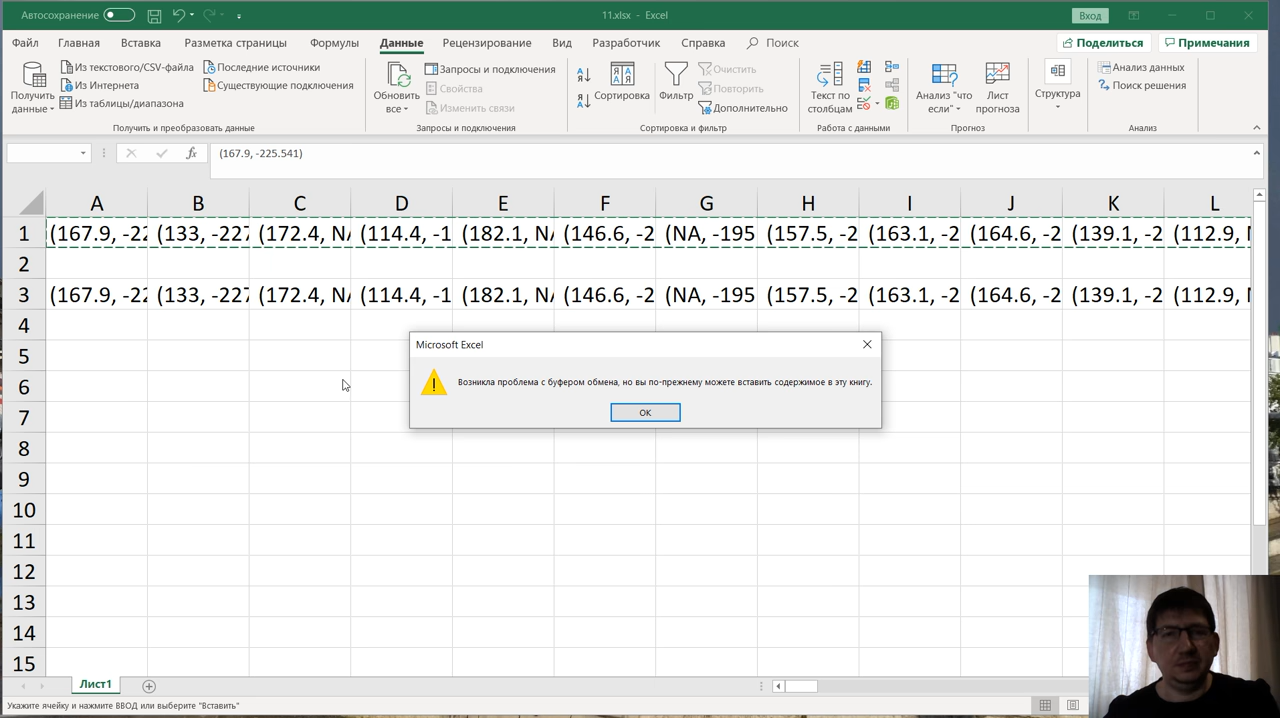 Автосохранение
11.xlsx - Excel
Вход
Файл Главная Вставка Разметка страницы Формулы Данные Рецензирование Вид Разработчик Справка Поиск
Поделиться Примечания
Получить данные
Из текстового/CSV-файла
Из Интернета
Из таблицы/диапазона
Последние источники
Существующие подключения
Получить и преобразовать данные
Обновить все
Запросы и подключения
Свойства
Изменить связи
Запросы и подключения
Сортировка
Фильтр
Очистить
Повторить
Дополнительно
Сортировка и фильтр
Текст по столбцам
Работа с данными
Анализ "что если"
Лист прогноза
Прогноз
Структура
Анализ данных
Поиск решения
Анализ
fx (167.9, -225.541)
A B C D E F G H I J K L
1 (167.9, -22 (133, -227 (172.4, NA (114.4, -1 (182.1, NA (146.6, -2 (NA, -195 (157.5, -2 (163.1, -2 (164.6, -2 (139.1, -2 (112.9, N
2
3 (167.9, -22 (133, -227 (172.4, NA (114.4, -1 (182.1, NA (146.6, -2 (NA, -195 (157.5, -2 (163.1, -2 (164.6, -2 (139.1, -2 (112.9, N
4
5
6
7
8
9
10
11
12
13
14
15
Microsoft Excel
Возникла проблема с буфером обмена, но вы по-прежнему можете вставить содержимое в эту книгу.
ОК
Лист1
Укажите ячейку и нажмите ВВОД или выберите "Вставить"